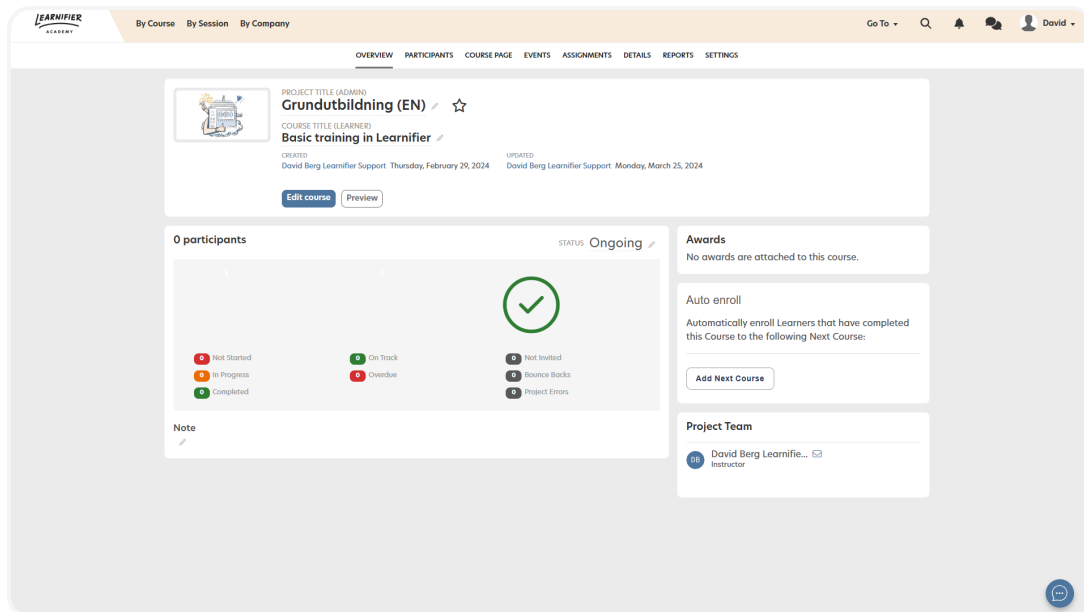 LEARNIFIER
ACADEMY
By Course By Session By Company
Go To
David
OVERVIEW PARTICIPANTS COURSE PAGE EVENTS ASSIGNMENTS DETAILS REPORTS SETTINGS
PROJECT TITLE (ADMIN)
Grundutbildning (EN)
COURSE TITLE (LEARNER)
Basic training in Learnifier
CREATED
David Berg Learnifier Support Thursday, February 29, 2024
UPDATED
David Berg Learnifier Support Monday, March 25, 2024
Edit course Preview
0 participants
STATUS Ongoing
0 Not Started
0 In Progress
0 Completed
0 On Track
0 Overdue
0 Not Invited
0 Bounce Backs
0 Project Errors
Note
Awards
No awards are attached to this course.
Auto enroll
Automatically enroll Learners that have completed
this Course to the following Next Course:
Add Next Course
Project Team
DB
David Berg Learnifie...
Instructor